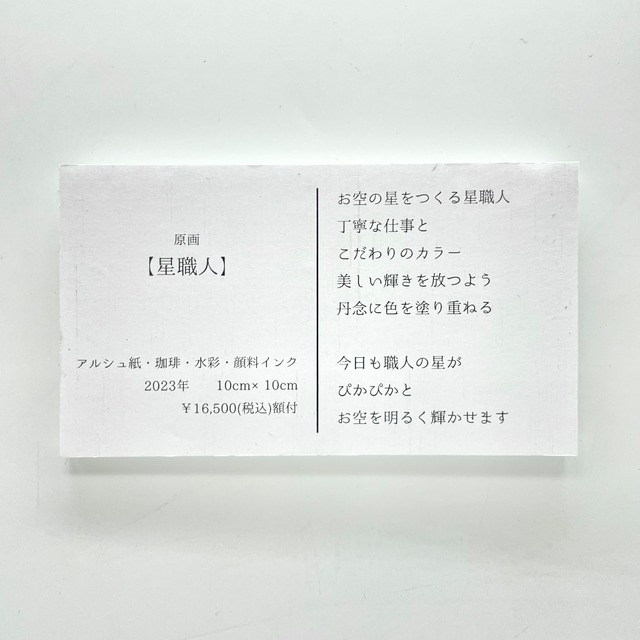 原画
【星職人】
アルシュ紙・珈琲・水彩・顔料インク
2023年　　10cm× 10cm
￥16,500(税込)額付
お空の星をつくる星職人
丁寧な仕事と
こだわりのカラー
美しい輝きを放つよう
丹念に色を塗り重ねる
今日も職人の星が
ぴかぴかと
お空を明るく輝かせます